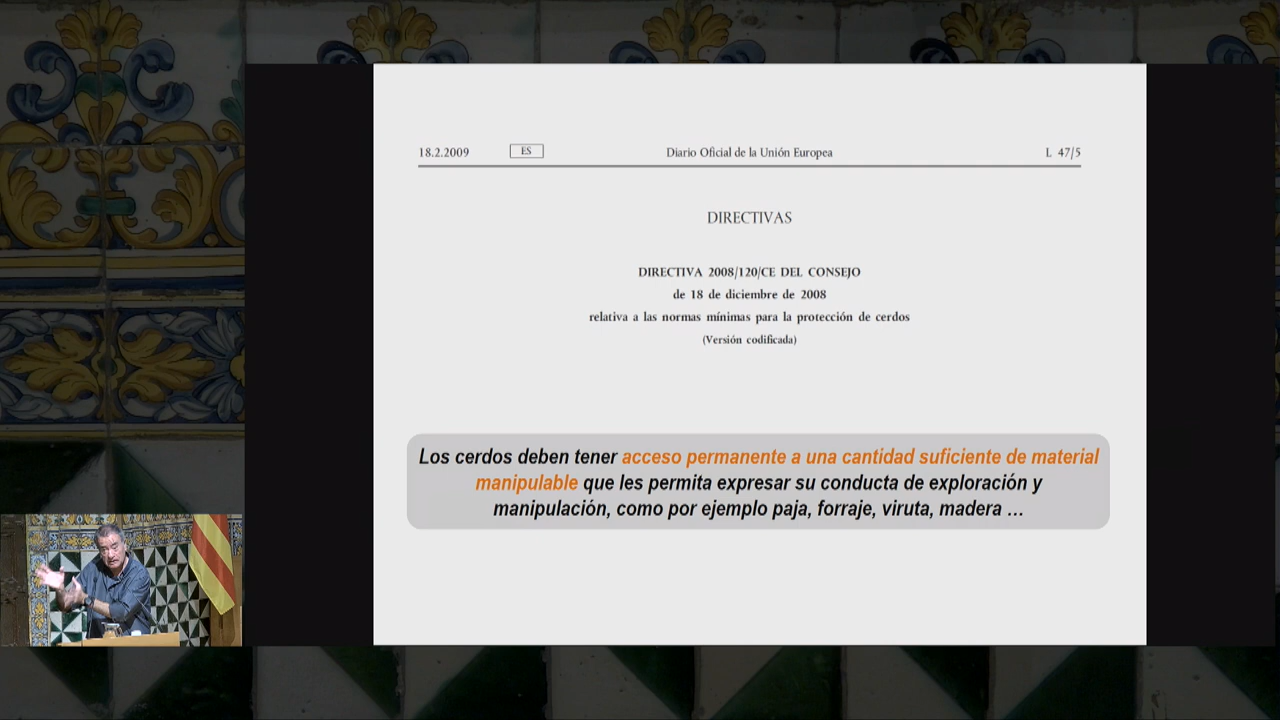 18.2.2009 ES Diario Oficial de la Unión Europea L 47/5
DIRECTIVAS
DIRECTIVA 2008/120/CE DEL CONSEJO
de 18 de diciembre de 2008
relativa a las normas mínimas para la protección de cerdos
(Versión codificada)
Los cerdos deben tener acceso permanente a una cantidad suficiente de material
manipulable que les permita expresar su conducta de exploración y
manipulación, como por ejemplo paja, forraje, viruta, madera ...